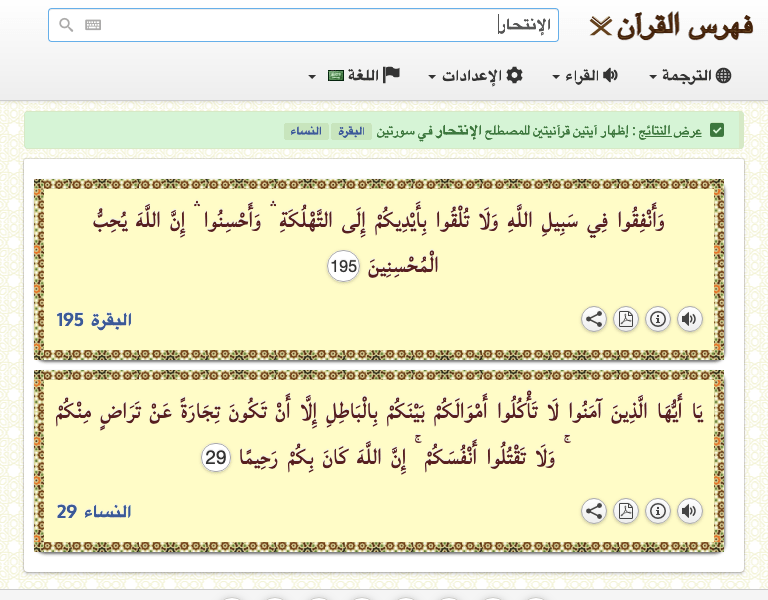 فهرس القرآن
الإنتحار
الترجمة
القراء
الإعدادات
اللغة
عرض النتائج : إظهار آيتين قرآنيتين للمصطلح الإنتحار في سورتين البقرة النساء
وَأَنْفِقُوا فِي سَبِيلِ اللَّهِ وَلَا تُلْقُوا بِأَيْدِيكُمْ إِلَى التَّهْلُكَةِ ۛ وَأَحْسِنُوا ۛ إِنَّ اللَّهَ يُحِبُّ
الْمُحْسِنِينَ 195
البقرة 195
يَا أَيُّهَا الَّذِينَ آمَنُوا لَا تَأْكُلُوا أَمْوَالَكُمْ بَيْنَكُمْ بِالْبَاطِلِ إِلَّا أَنْ تَكُونَ تِجَارَةً عَنْ تَرَاضٍ مِنْكُمْ
ۚ وَلَا تَقْتُلُوا أَنْفُسَكُمْ ۚ إِنَّ اللَّهَ كَانَ بِكُمْ رَحِيمًا 29
النساء 29